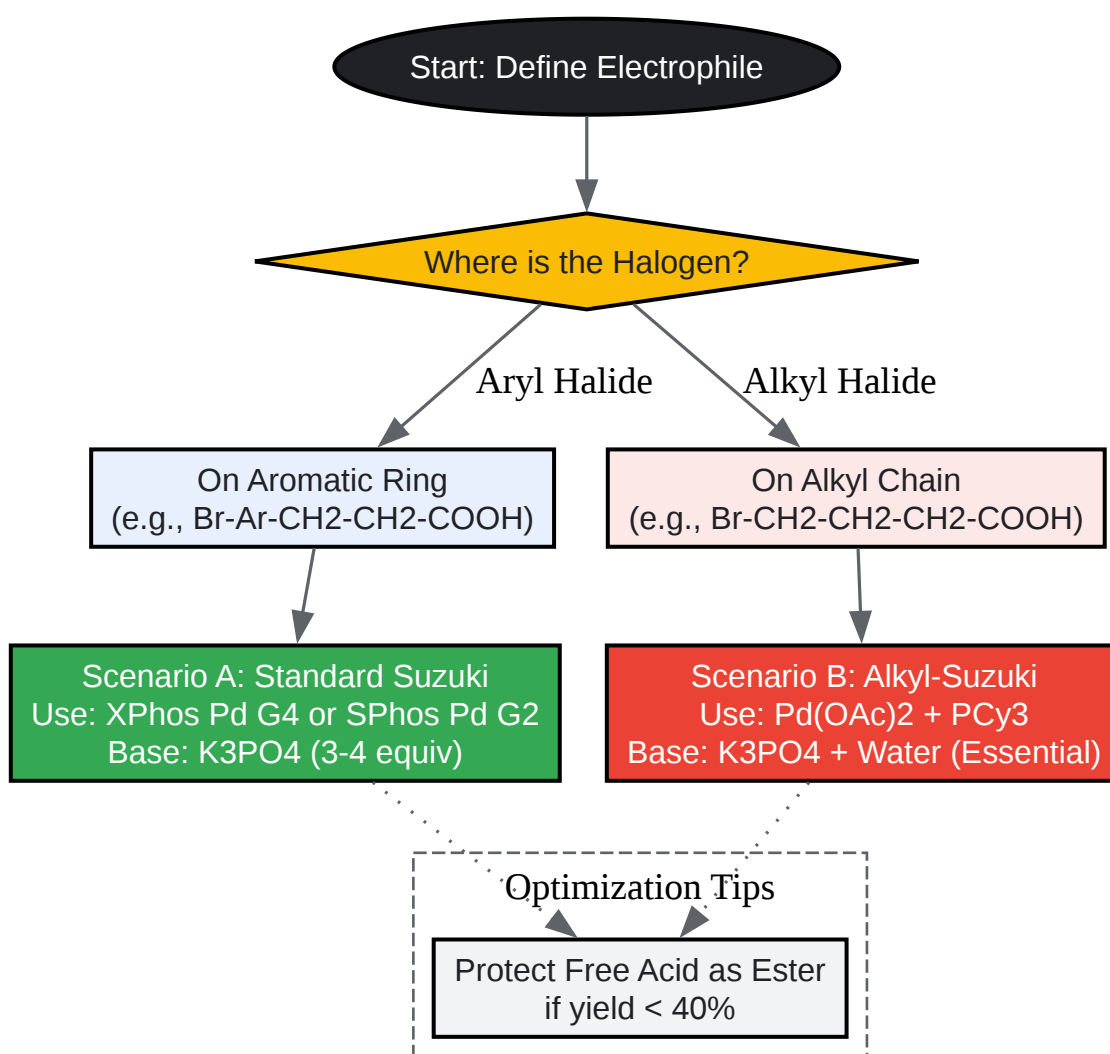 Start: Define Electrophile
Where is the Halogen?
Aryl Halide
Alkyl Halide
On Aromatic Ring
(e.g., Br-Ar-CH2-CH2-COOH)
On Alkyl Chain
(e.g., Br-CH2-CH2-CH2-COOH)
Scenario A: Standard Suzuki
Use: XPhos Pd G4 or SPhos Pd G2
Base: K3PO4 (3-4 equiv)
Scenario B: Alkyl-Suzuki
Use: Pd(OAc)2 + PCy3
Base: K3PO4 + Water (Essential)
Optimization Tips
Protect Free Acid as Ester
if yield < 40%